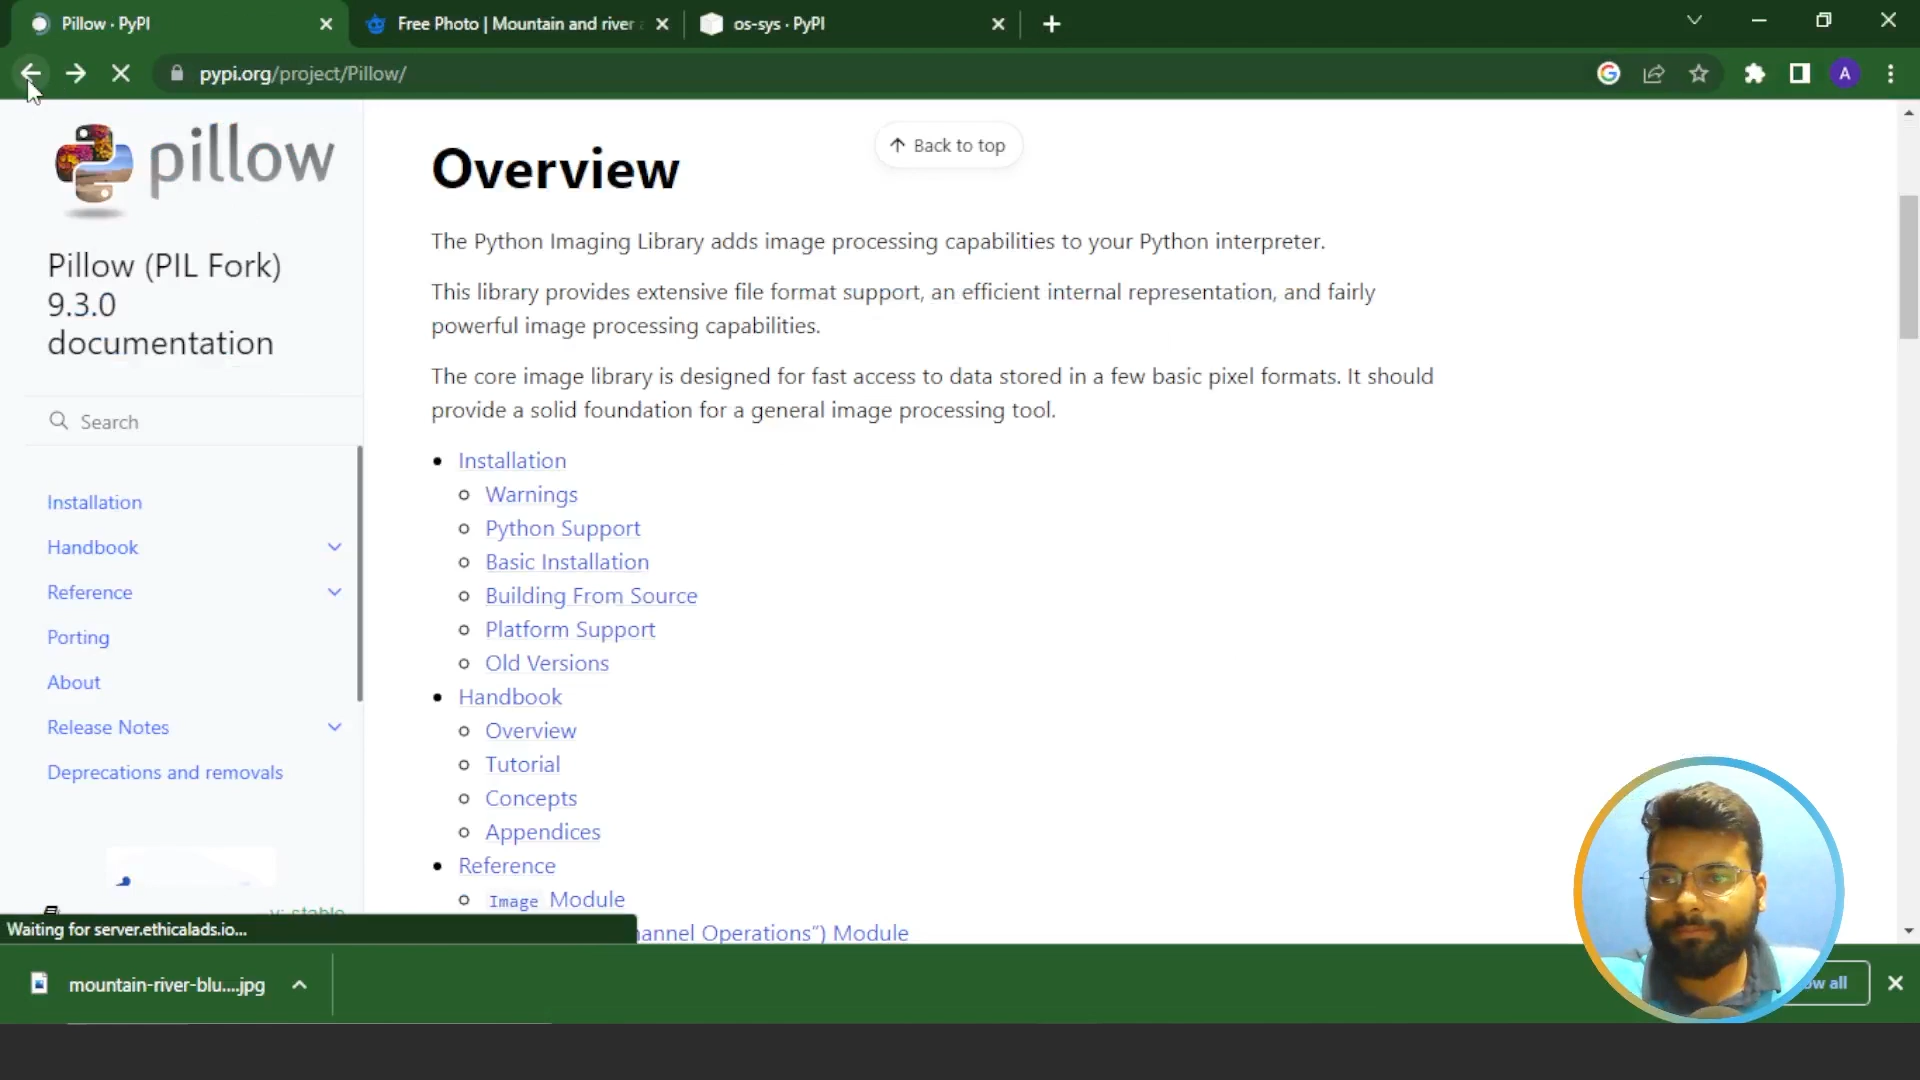 Pillow · PyPI
Free Photo | Mountain and river
os-sys · PyPI
pypi.org/project/Pillow/
A
pillow
Pillow (PIL Fork)
9.3.0
documentation
Search
Installation
Handbook
Reference
Porting
About
Release Notes
Deprecations and removals
v: stable
Back to top
Overview
The Python Imaging Library adds image processing capabilities to your Python interpreter.
This library provides extensive file format support, an efficient internal representation, and fairly
powerful image processing capabilities.
The core image library is designed for fast access to data stored in a few basic pixel formats. It should
provide a solid foundation for a general image processing tool.
Installation
Warnings
Python Support
Basic Installation
Building From Source
Platform Support
Old Versions
Handbook
Overview
Tutorial
Concepts
Appendices
Reference
Image Module
Operations”) Module
Waiting for server.ethicalads.io...
mountain-river-blu....jpg
all